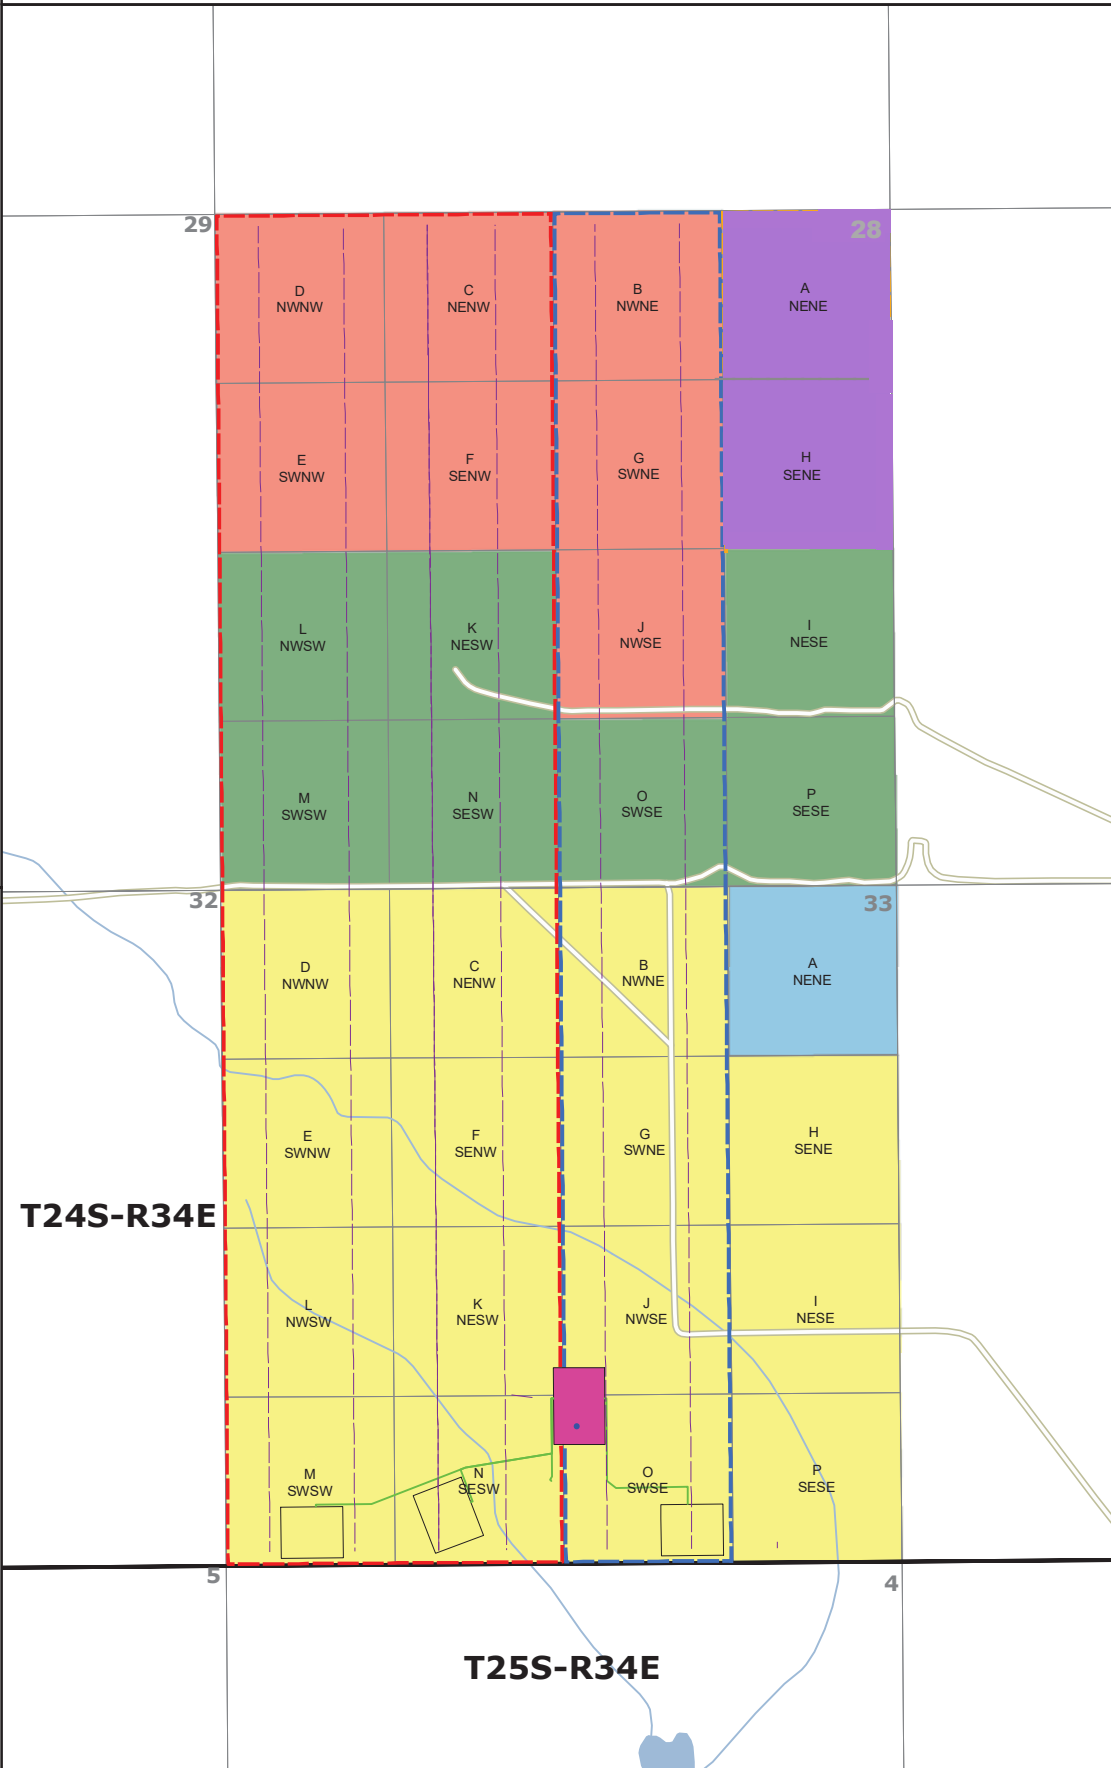 29
28
D
NWNW
C
NENW
B
NWNE
A
NENE
E
SWNW
F
SENW
G
SWNE
H
SENE
L
NWSW
K
NESW
J
NWSE
I
NESE
M
SWSW
N
SESW
O
SWSE
P
SESE
32
33
D
NWNW
C
NENW
B
NWNE
A
NENE
E
SWNW
F
SENW
G
SWNE
H
SENE
T24S-R34E
L
NWSW
K
NESW
J
NWSE
I
NESE
M
SWSW
N
SESW
O
SWSE
P
SESE
5
4
T25S-R34E